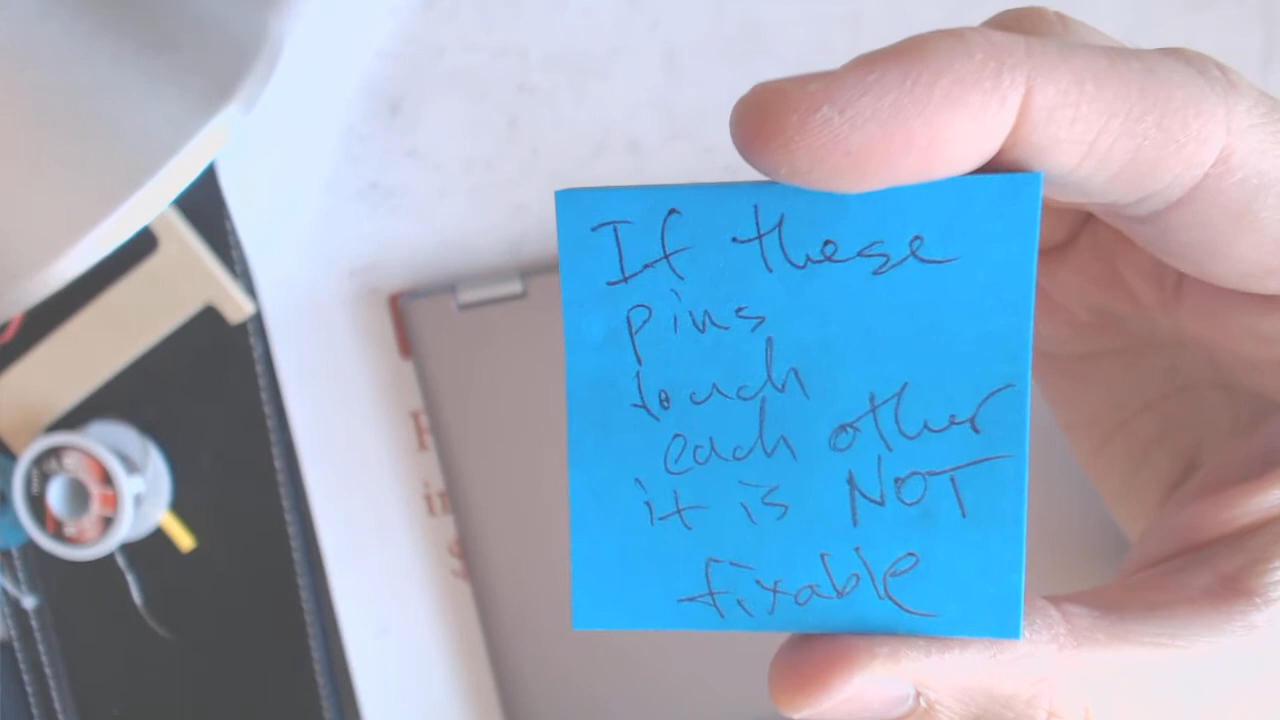 If these
pins
touch
each other
it is NOT
fixable